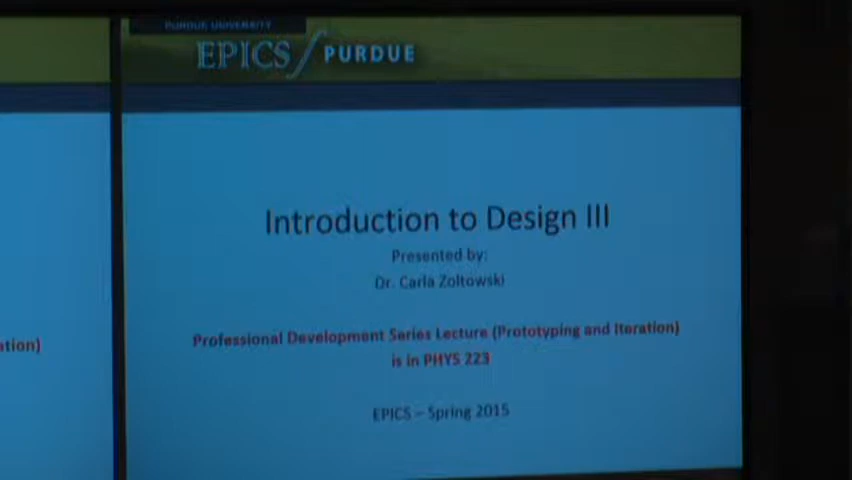 PURDUE UNIVERSITY
EPICS PURDUE
Introduction to Design III
Presented by:
Dr. Carla Zoltowski
Professional Development Series Lecture (Prototyping and Iteration)
is in PHYS 223
EPICS – Spring 2015
ation)